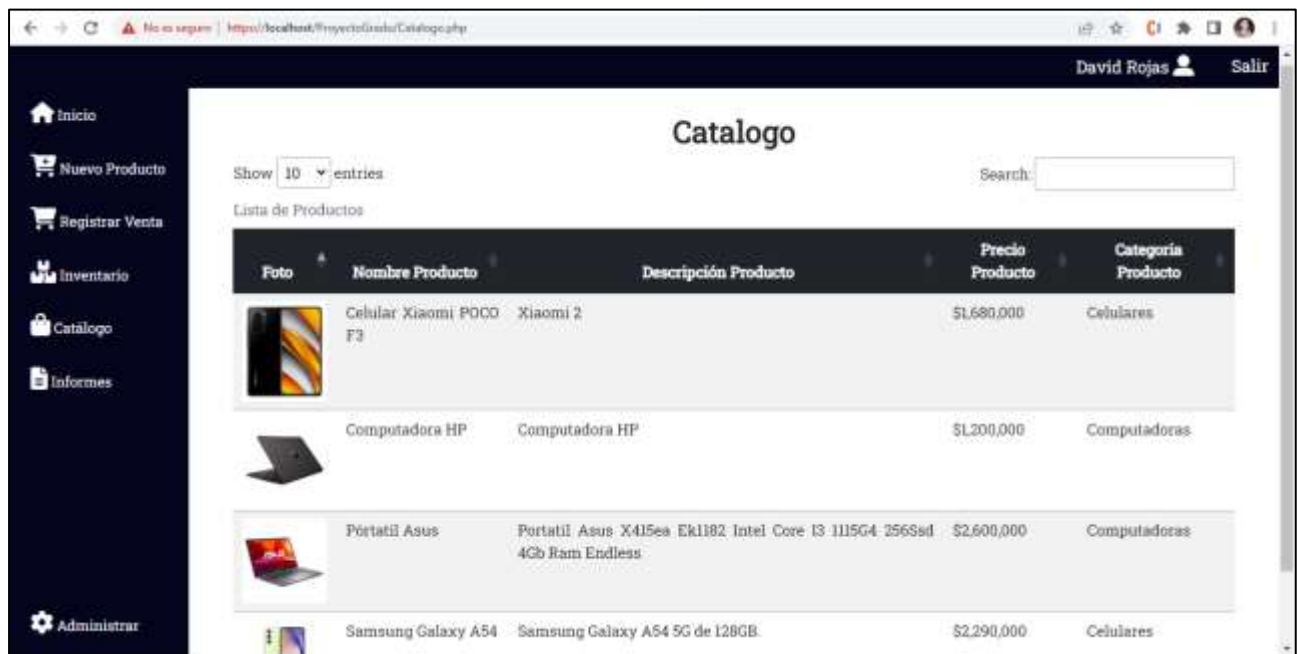 No es seguro | https://localhost/ProyectoGrado/Catalogo.php
David Rojas
Salir
Inicio
Nuevo Producto
Registrar Venta
Inventario
Catálogo
Informes
Administrar
Catalogo
Show 10 entries
Search:
Lista de Productos
Foto
Nombre Producto
Descripción Producto
Precio
Producto
Categoría
Producto
Celular Xiaomi POCO
F3
Xiaomi 2
$1,680,000
Celulares
Computadora HP
Computadora HP
$1,200,000
Computadoras
Pórtatil Asus
Portatil Asus X415ea Ek1182 Intel Core I3 1115G4 256Ssd
4Gb Ram Endless
$2,600,000
Computadoras
Samsung Galaxy A54
Samsung Galaxy A54 5G de 128GB.
$2,290,000
Celulares